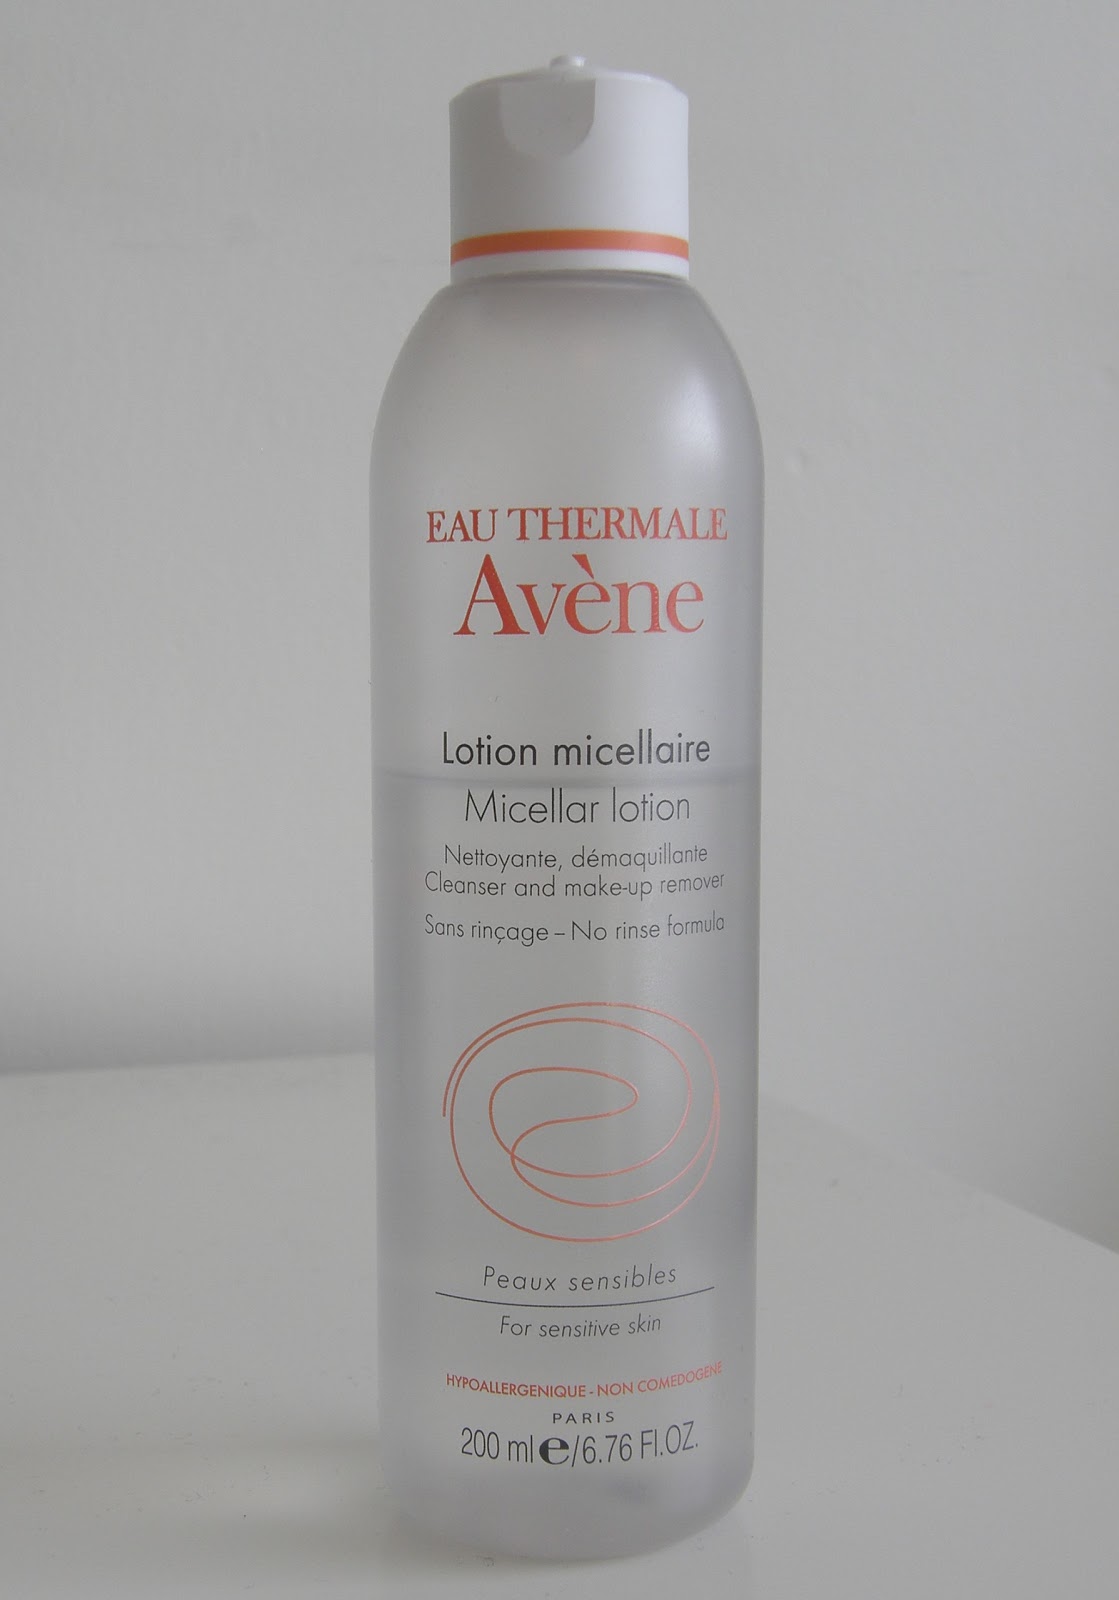 EAU THERMALE
Avène
Lotion micellaire
Micellar lotion
Nettoyante, démaquillante
Cleanser and make-up remover
Sans rinçage – No rinse formula
Peaux sensibles
For sensitive skin
HYPOALLERGENIQUE - NON COMEDOGENE
PARIS
200 ml e/6.76 Fl.OZ.